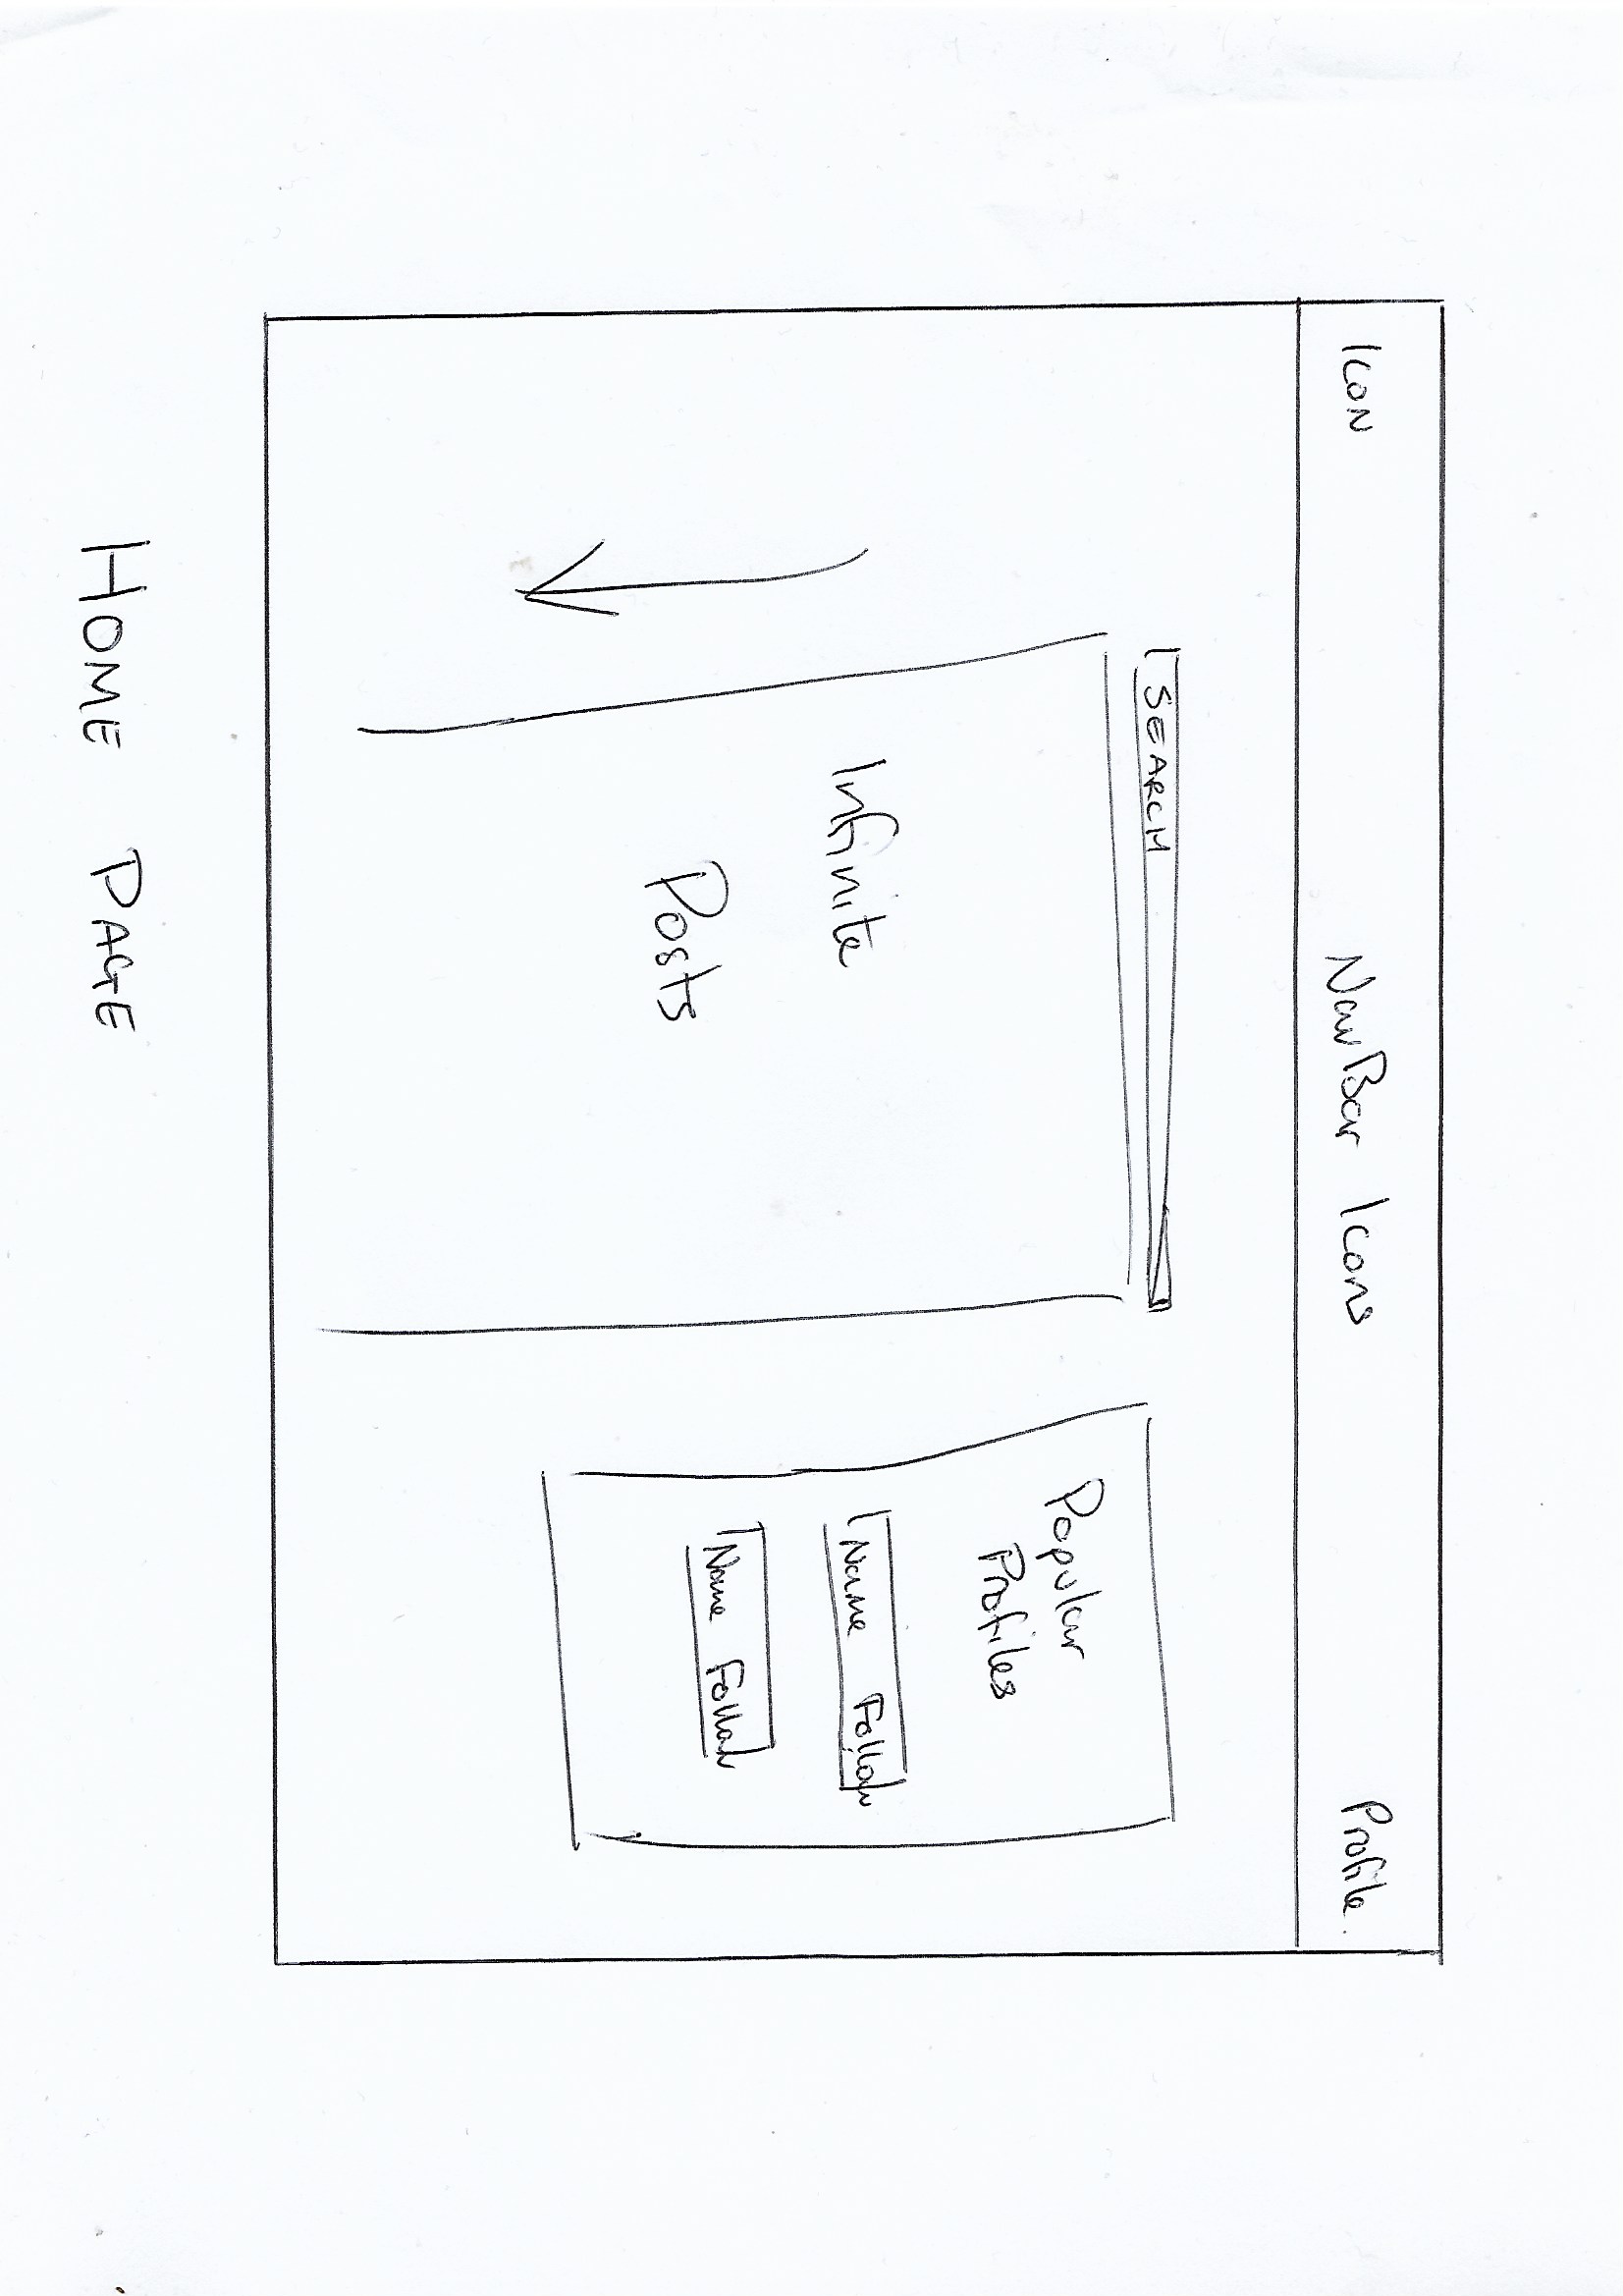 Icon NavBar Icons Profile.
SEARCH
Popular
Profiles
Infinite
Posts
Name Follow
Name Follow
HOME PAGE